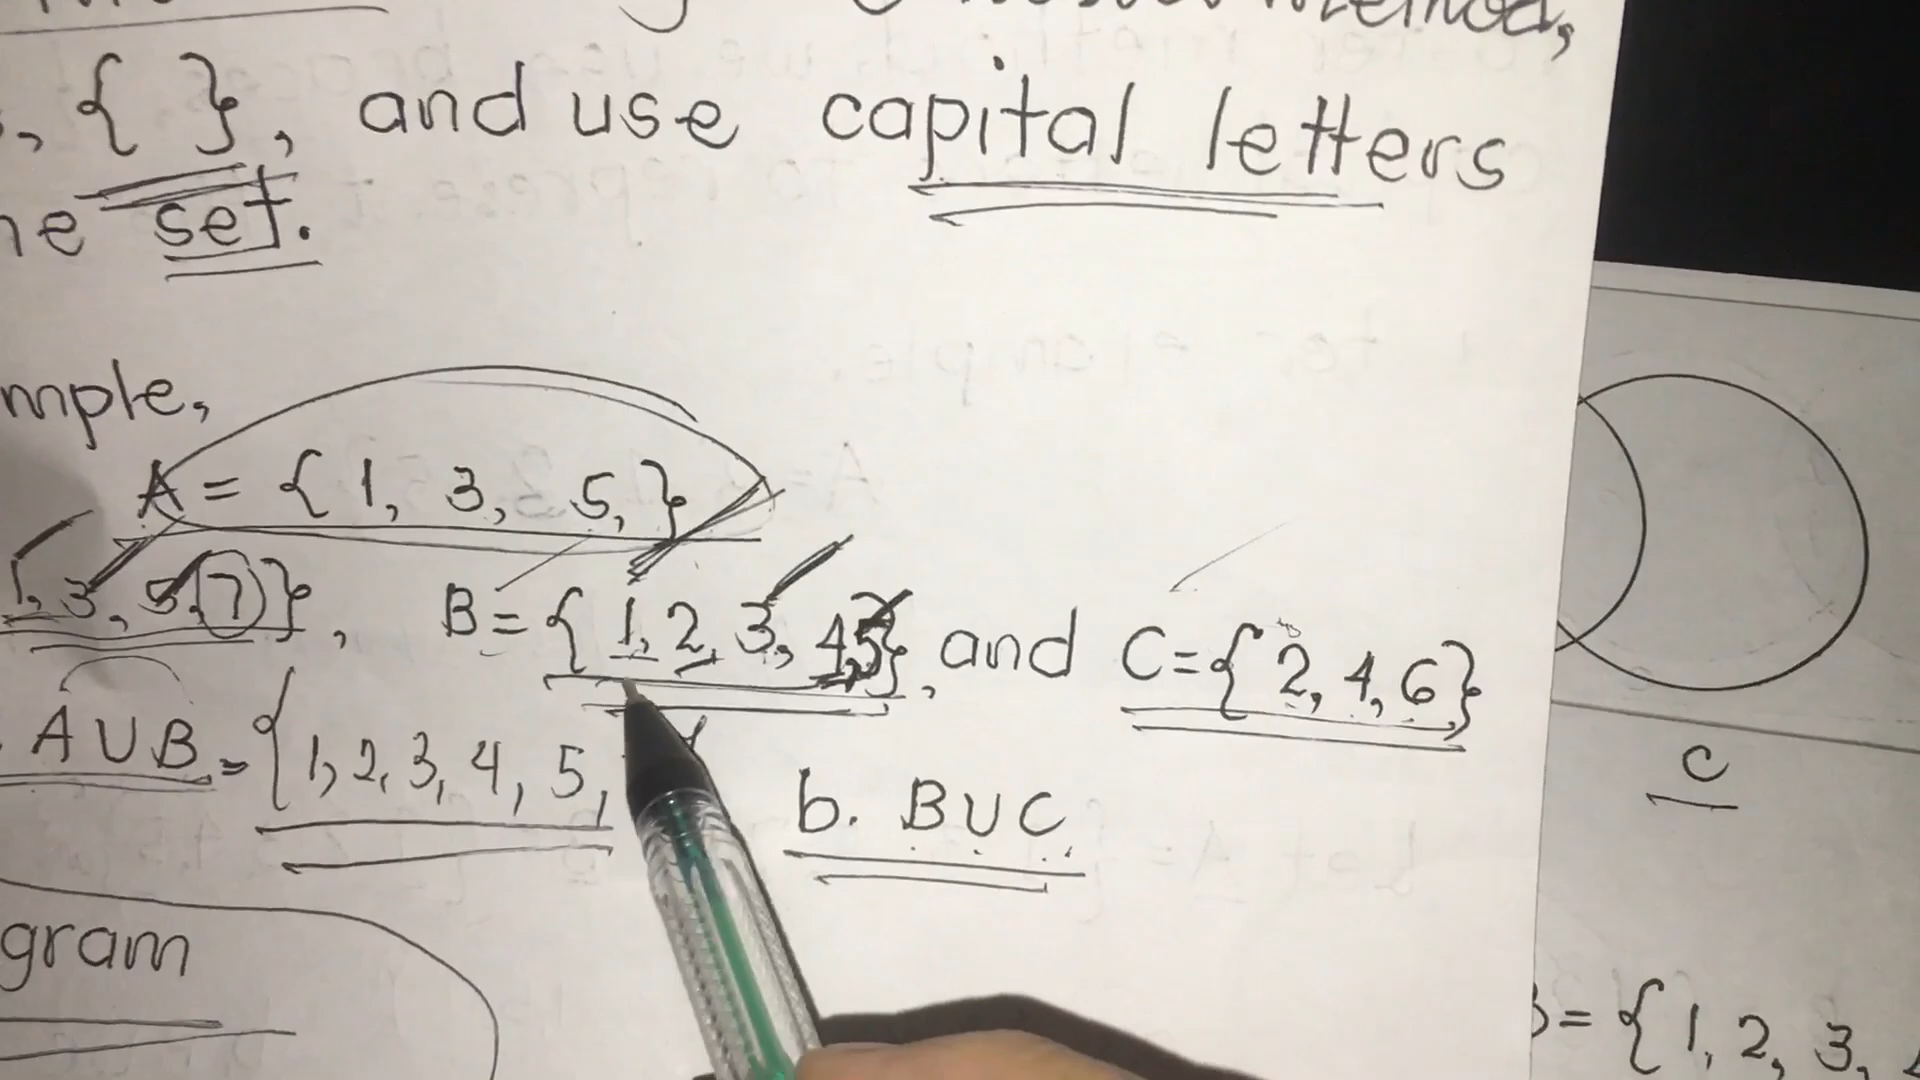 method,
, { }, and use capital letters
set.
mple,
A = { 1, 3, 5, }
1, 3, 5, 7 }, B = { 1, 2, 3, 4, 5 }, and C = { 2, 4, 6 }
A ∪ B = { 1, 2, 3, 4, 5,
b. B ∪ C
C
gram
= { 1, 2, 3,